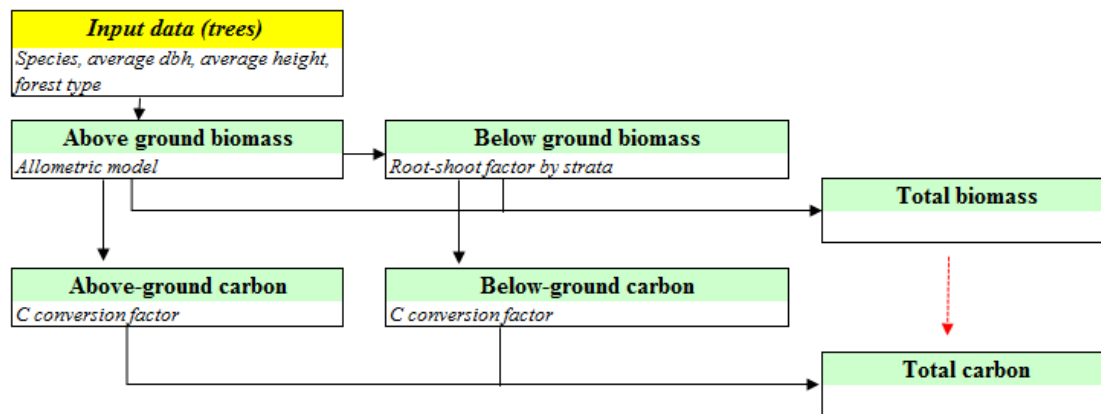 Input data (trees)
Species, average dbh, average height,
forest type
Above ground biomass
Allometric model
Below ground biomass
Root-shoot factor by strata
Total biomass
Above-ground carbon
C conversion factor
Below-ground carbon
C conversion factor
Total carbon